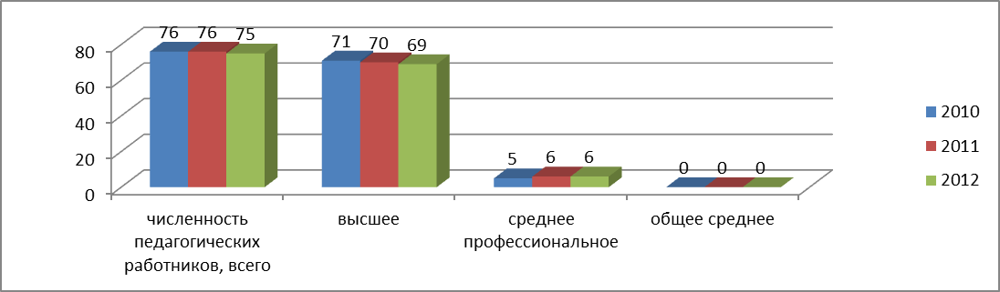 76 76 75
71 70 69
5 6 6
0 0 0
80
60
40
20
0
численность
педагогических
работников, всего
высшее
среднее
профессиональное
общее среднее
2010
2011
2012